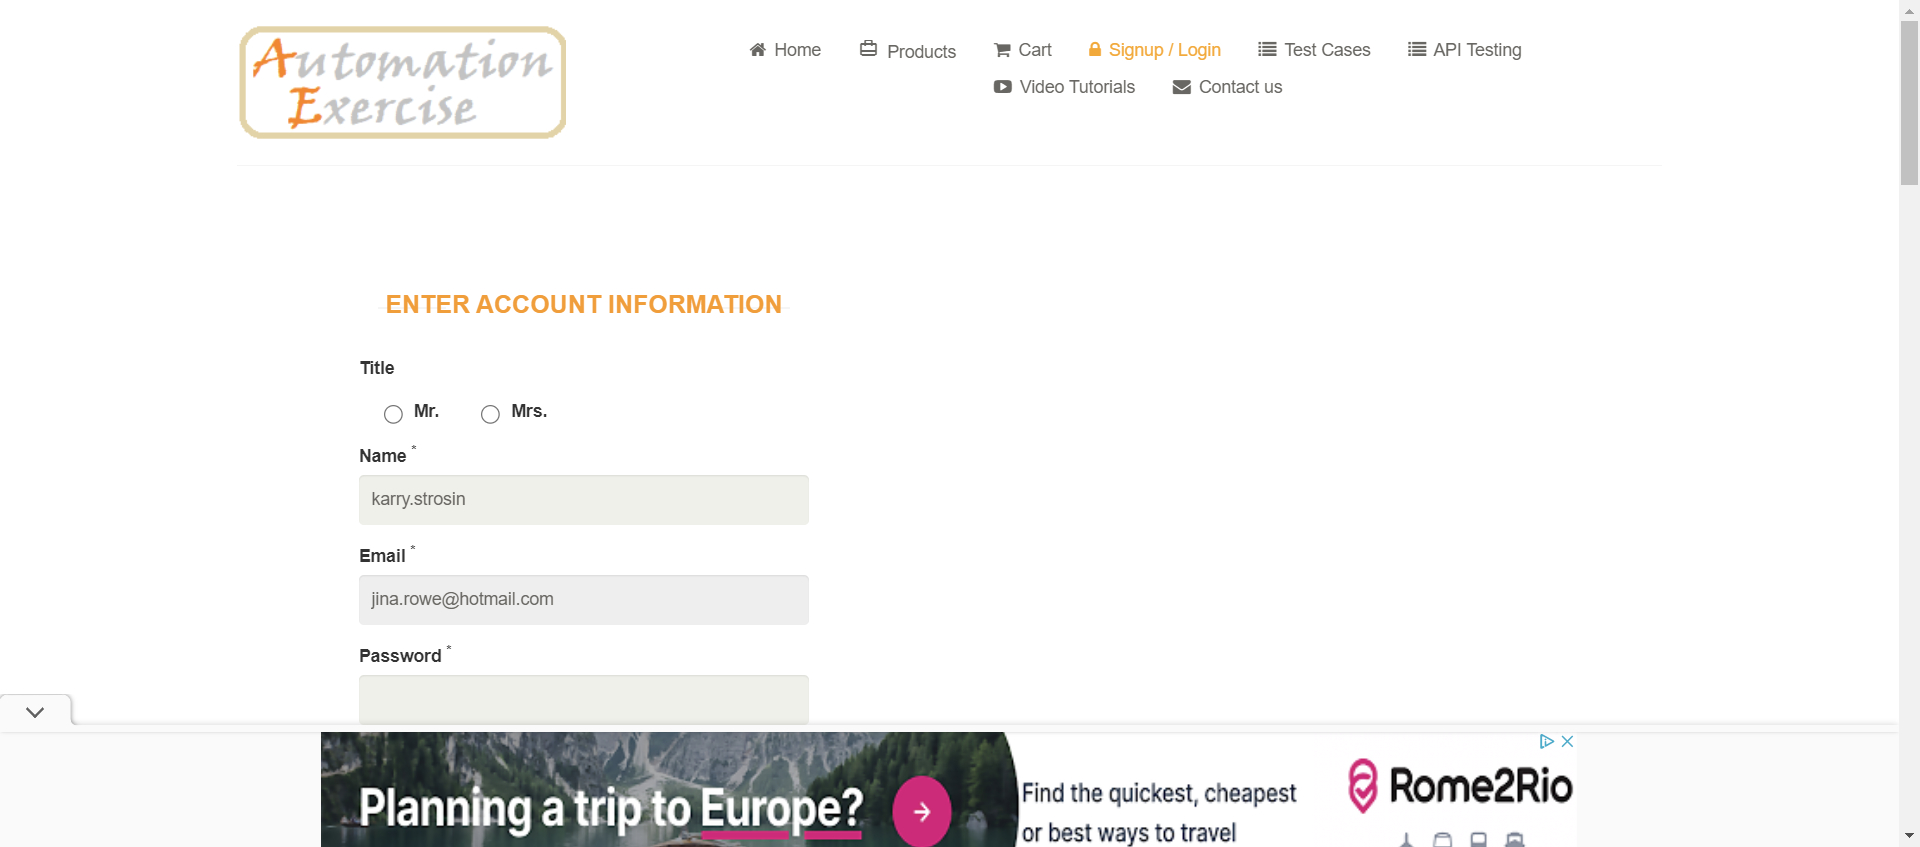 Automation
Exercise
Home
Products
Cart
Signup / Login
Test Cases
API Testing
Video Tutorials
Contact us
ENTER ACCOUNT INFORMATION
Title
Mr.
Mrs.
Name *
karry.strosin
Email *
jina.rowe@hotmail.com
Password *
Planning a trip to Europe?
Find the quickest, cheapest
or best ways to travel
Rome2Rio